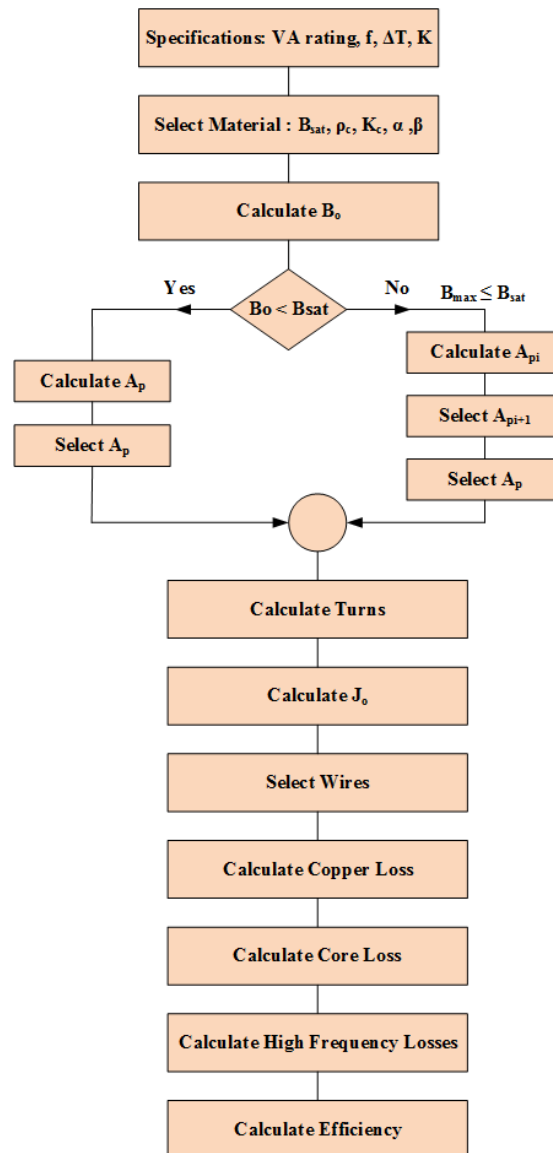 Specifications: VA rating, f, ΔT, K
Select Material : Bsat, ρc, Kc, α ,β
Calculate Bo
Yes
Bo < Bsat
No
Bmax ≤ Bsat
Calculate Ap
Select Ap
Calculate Api
Select Api+1
Select Ap
Calculate Turns
Calculate Jo
Select Wires
Calculate Copper Loss
Calculate Core Loss
Calculate High Frequency Losses
Calculate Efficiency